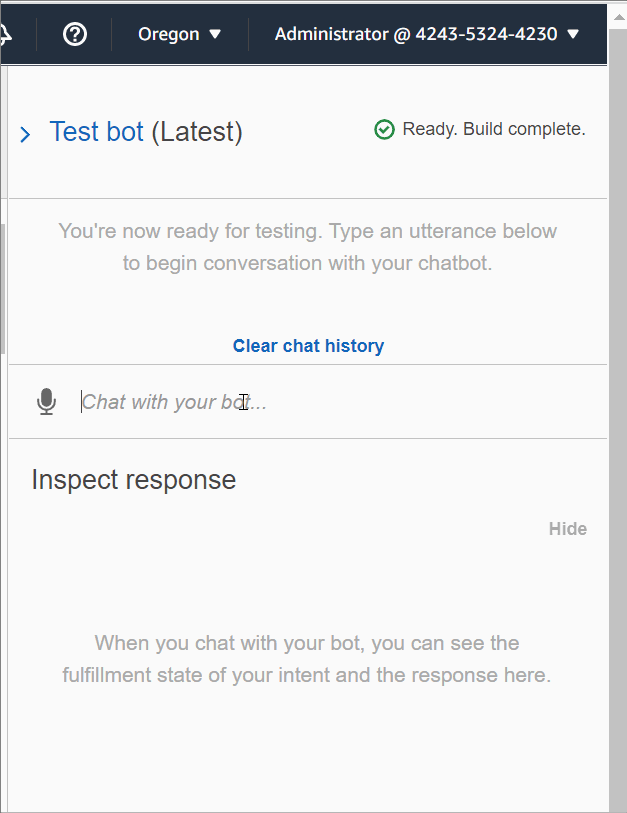 Oregon
Administrator @ 4243-5324-4230
Test bot (Latest)
Ready. Build complete.
You're now ready for testing. Type an utterance below
to begin conversation with your chatbot.
Clear chat history
Chat with your bot...
Inspect response
Hide
When you chat with your bot, you can see the
fulfillment state of your intent and the response here.